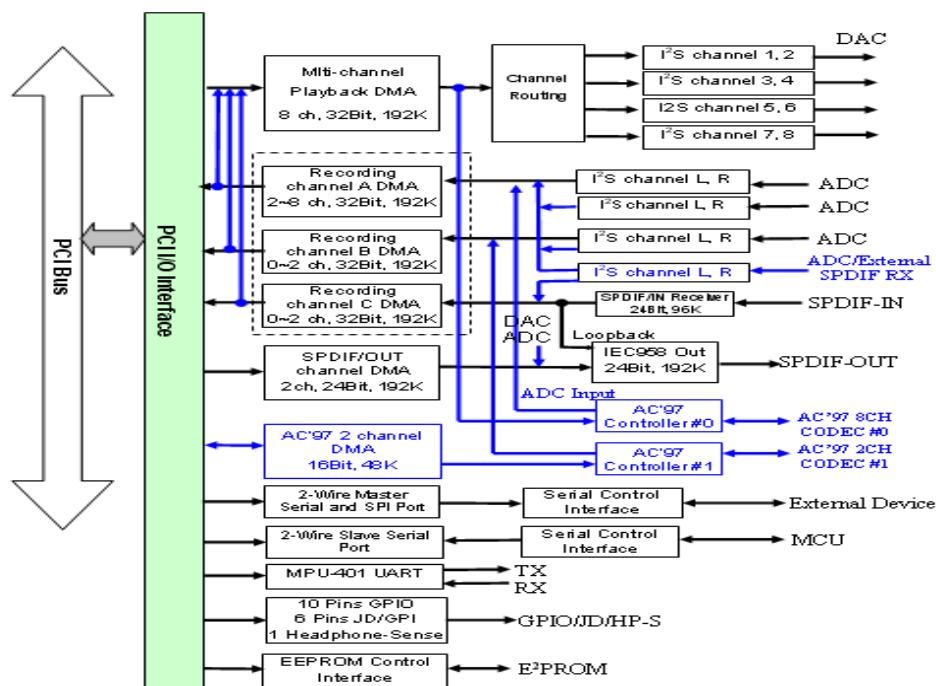 PCI Bus
PCI I/O Interface
Mlti-channel
Playback DMA
8 ch, 32Bit, 192K
Channel
Routing
DAC
I²S channel 1, 2
I²S channel 3, 4
I2S channel 5, 6
I²S channel 7, 8
Recording
channel A DMA
2~8 ch, 32Bit, 192K
I²S channel L, R
ADC
I²S channel L, R
ADC
Recording
channel B DMA
0~2 ch, 32Bit, 192K
I²S channel L, R
ADC
I²S channel L, R
ADC/External
SPDIF RX
Recording
channel C DMA
0~2 ch, 32Bit, 192K
SPDIF/IN Receiver
24Bit, 96K
SPDIF-IN
DAC
ADC
Loopback
SPDIF/OUT
channel DMA
2ch, 24Bit, 192K
IEC958 Out
24Bit, 192K
SPDIF-OUT
ADC Input
AC'97
Controller #0
AC'97 8CH
CODEC #0
AC'97 2 channel
DMA
16Bit, 48K
AC'97
Controller #1
AC'97 2CH
CODEC #1
2-Wire Master
Serial and SPI Port
Serial Control
Interface
External Device
2-Wire Slave Serial
Port
Serial Control
Interface
MCU
MPU-401 UART
TX
RX
10 Pins GPIO
6 Pins JD/GPI
1 Headphone-Sense
GPIO/JD/HP-S
EEPROM Control
Interface
E²PROM